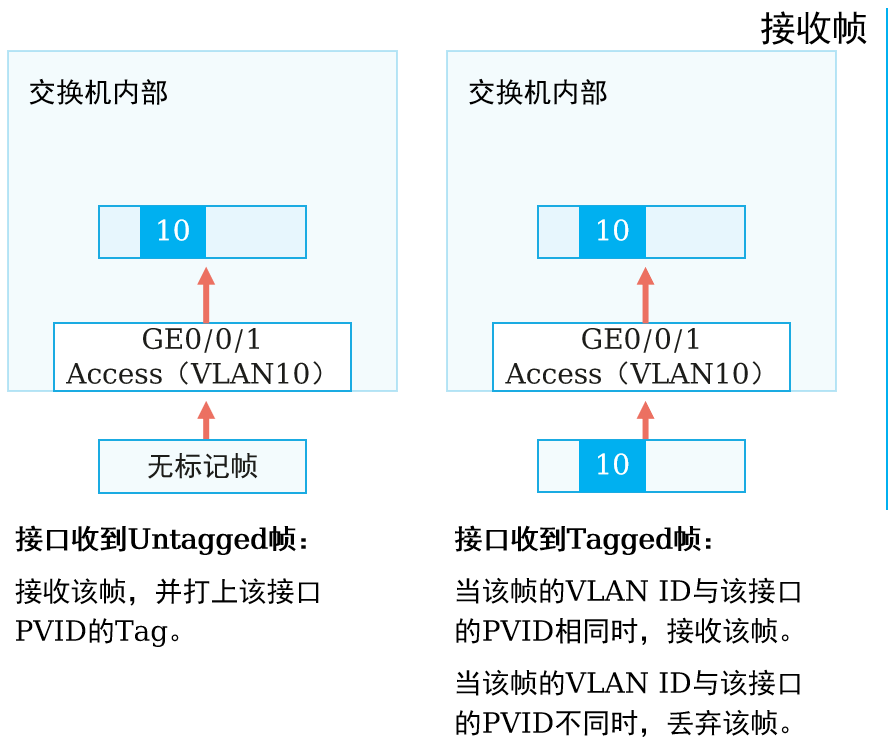 接收帧
交换机内部
10
GE0/0/1
Access（VLAN10）
无标记帧
接口收到Untagged帧：
接收该帧，并打上该接口
PVID的Tag。
交换机内部
10
GE0/0/1
Access（VLAN10）
10
接口收到Tagged帧：
当该帧的VLAN ID与该接口
的PVID相同时，接收该帧。
当该帧的VLAN ID与该接口
的PVID不同时，丢弃该帧。